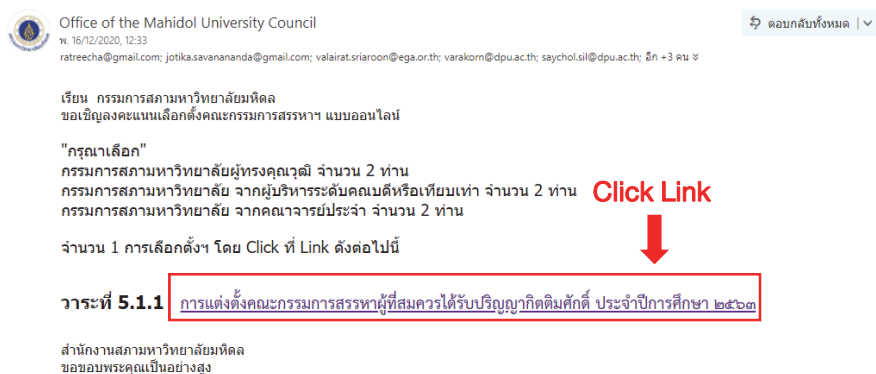 Office of the Mahidol University Council
ตอบกลับทั้งหมด
พ. 16/12/2020, 12:33
ratreecha@gmail.com; jotika.savanananda@gmail.com; valairat.sriaroon@ega.or.th; varakorn@dpu.ac.th; saychol.sil@dpu.ac.th; อีก +3 คน
เรียน กรรมการสภามหาวิทยาลัยมหิดล
ขอเชิญลงคะแนนเลือกตั้งคณะกรรมการสรรหาฯ แบบออนไลน์
"กรุณาเลือก"
กรรมการสภามหาวิทยาลัยผู้ทรงคุณวุฒิ จำนวน 2 ท่าน
กรรมการสภามหาวิทยาลัย จากผู้บริหารระดับคณบดีหรือเทียบเท่า จำนวน 2 ท่าน
กรรมการสภามหาวิทยาลัย จากคณาจารย์ประจำ จำนวน 2 ท่าน
Click Link
จำนวน 1 การเลือกตั้งฯ โดย Click ที่ Link ดังต่อไปนี้
วาระที่ 5.1.1 การแต่งตั้งคณะกรรมการสรรหาผู้ที่สมควรได้รับปริญญากิตติมศักดิ์ ประจำปีการศึกษา ๒๕๖๓
สำนักงานสภามหาวิทยาลัยมหิดล
ขอขอบพระคุณเป็นอย่างสูง